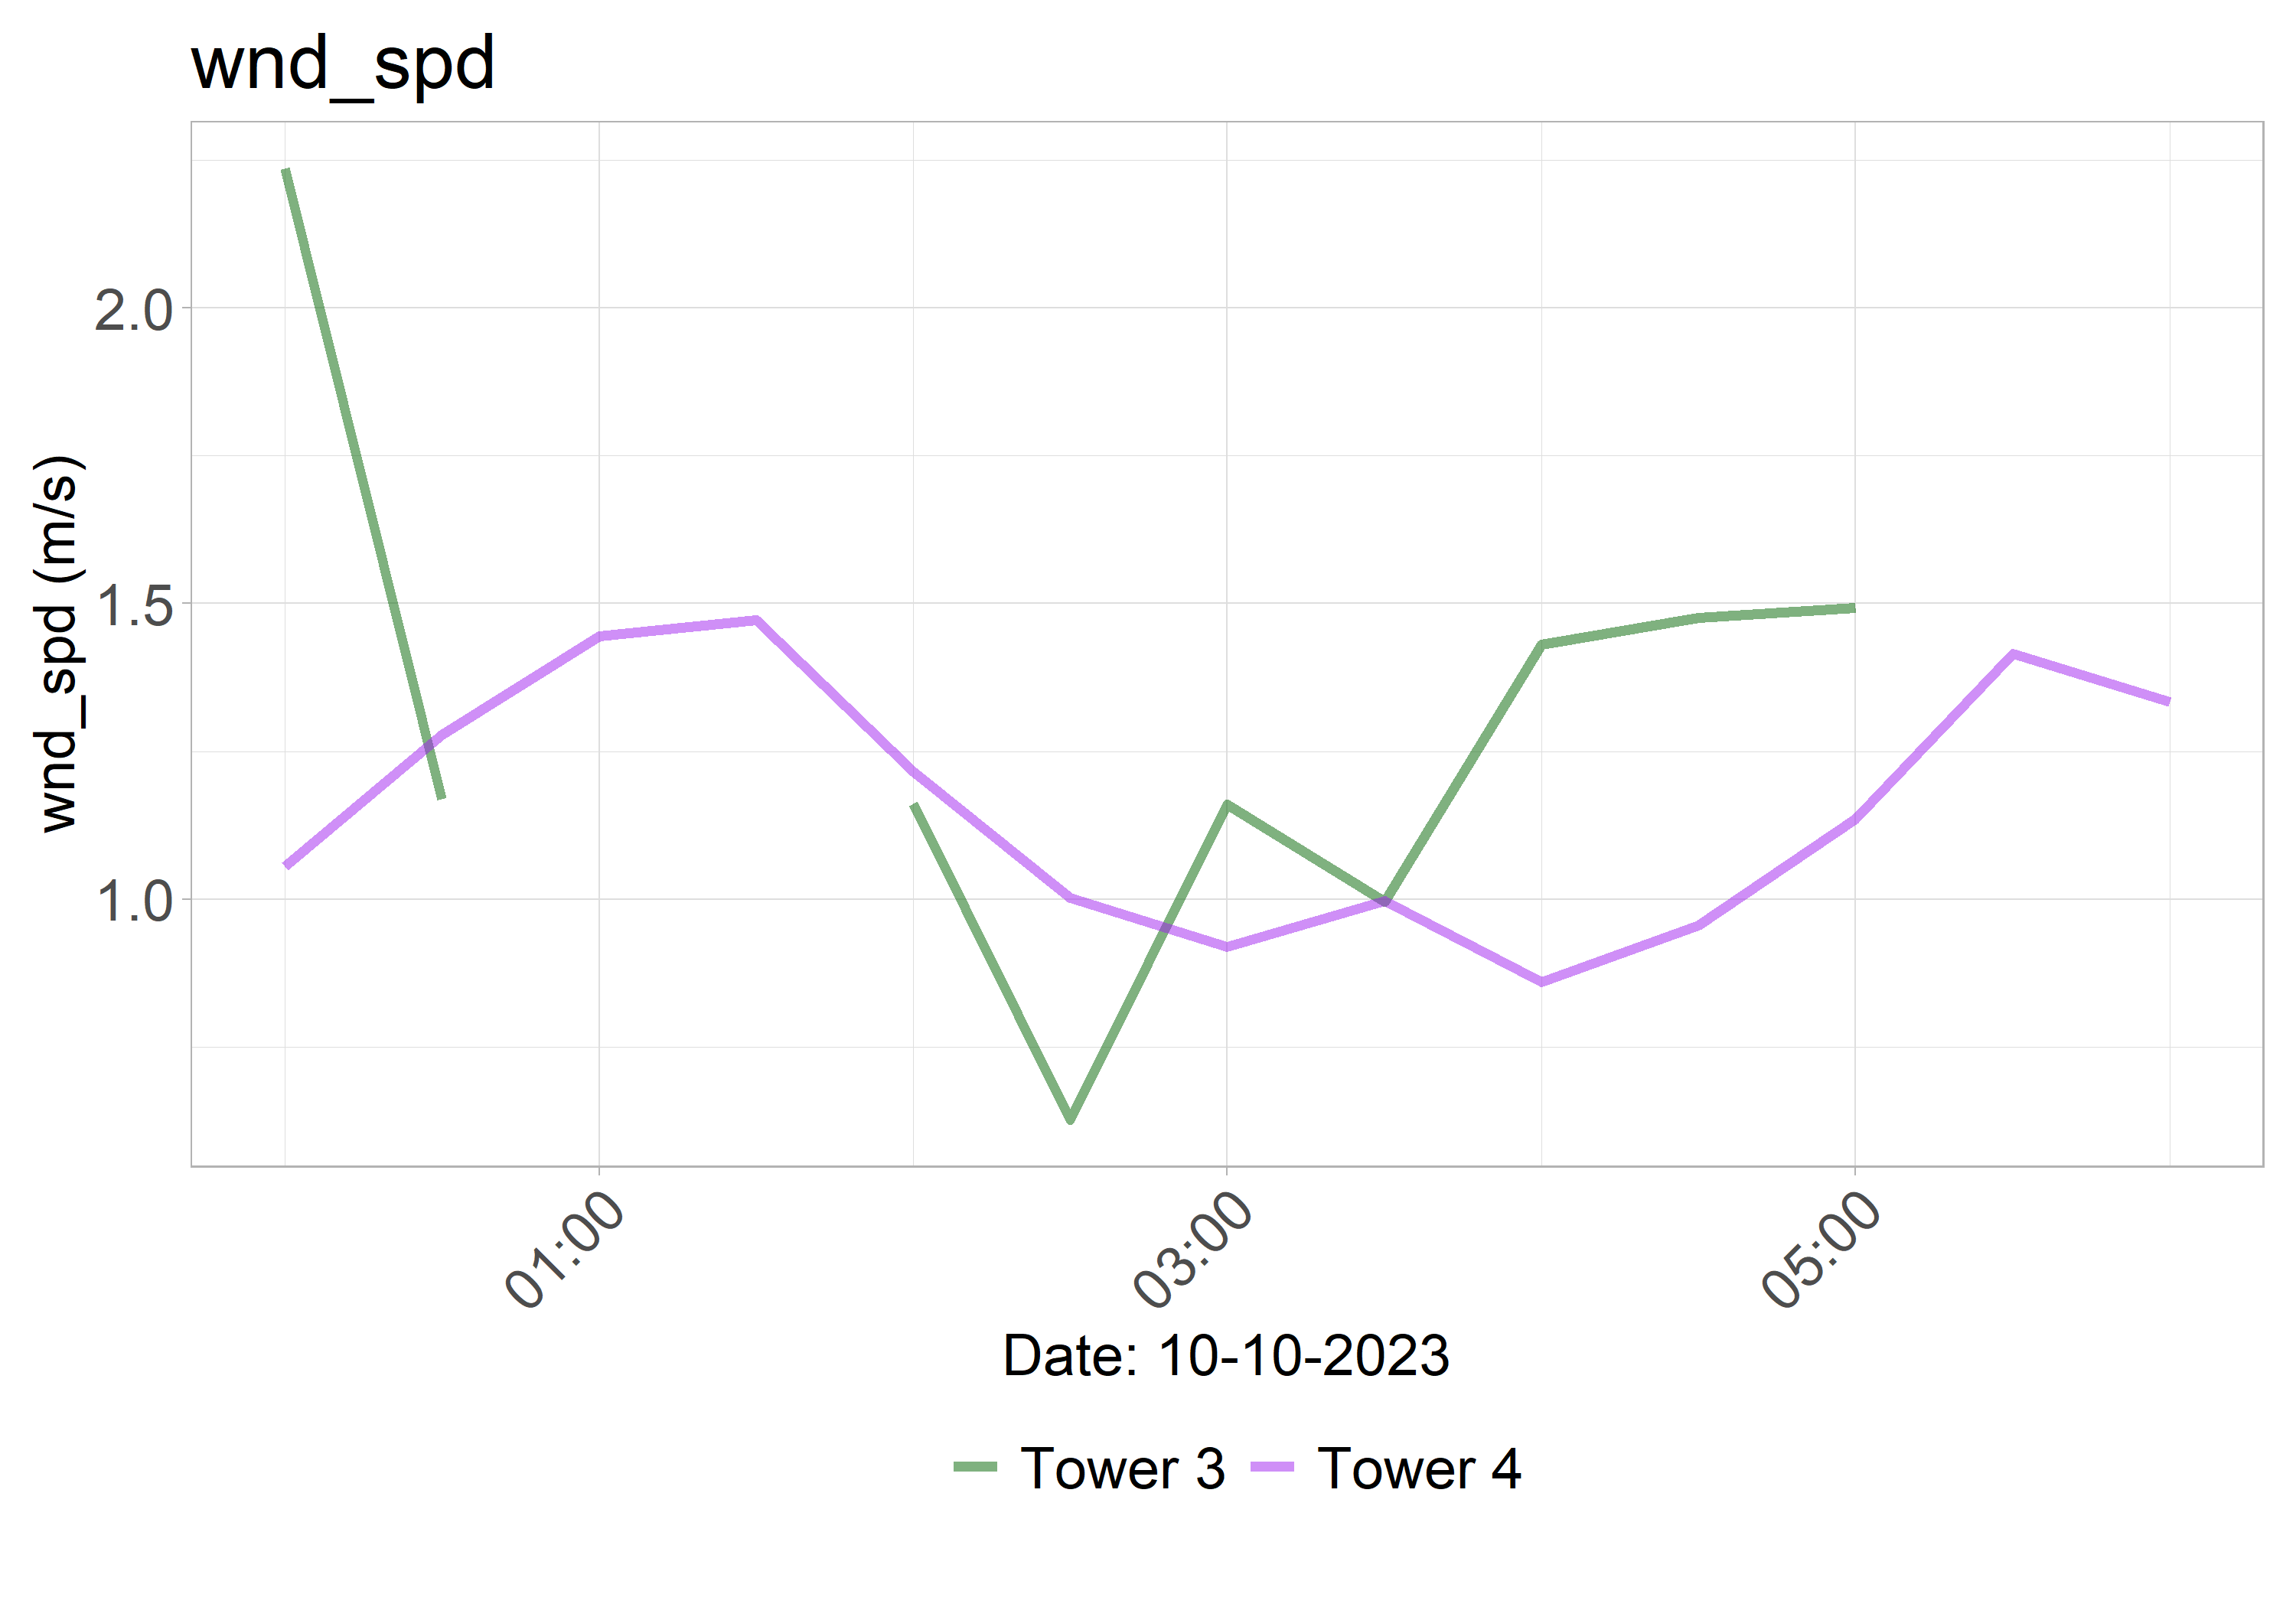 wnd_spd
wnd_spd (m/s)
2.0
1.5
1.0
01:00 03:00 05:00
Date: 10-10-2023
Tower 3 Tower 4